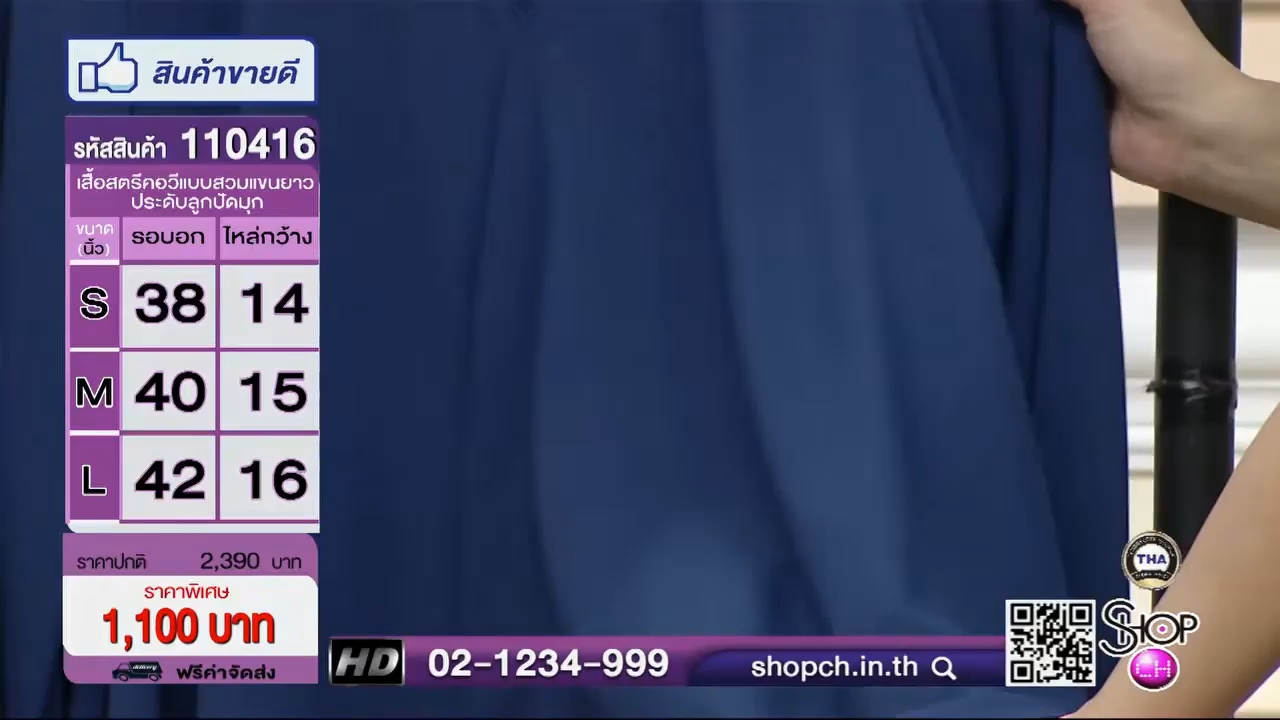 สินค้าขายดี
รหัสสินค้า 110416
เสื้อสตรีคอวีแบบสวมแขนยาว
ประดับลูกปัดมุก
ขนาด (นิ้ว) รอบอก ไหล่กว้าง
S 38 14
M 40 15
L 42 16
ราคาปกติ 2,390 บาท
ราคาพิเศษ
1,100 บาท
delivery ฟรีค่าจัดส่ง
HD 02-1234-999 shopch.in.th
THA
SHOP
CH